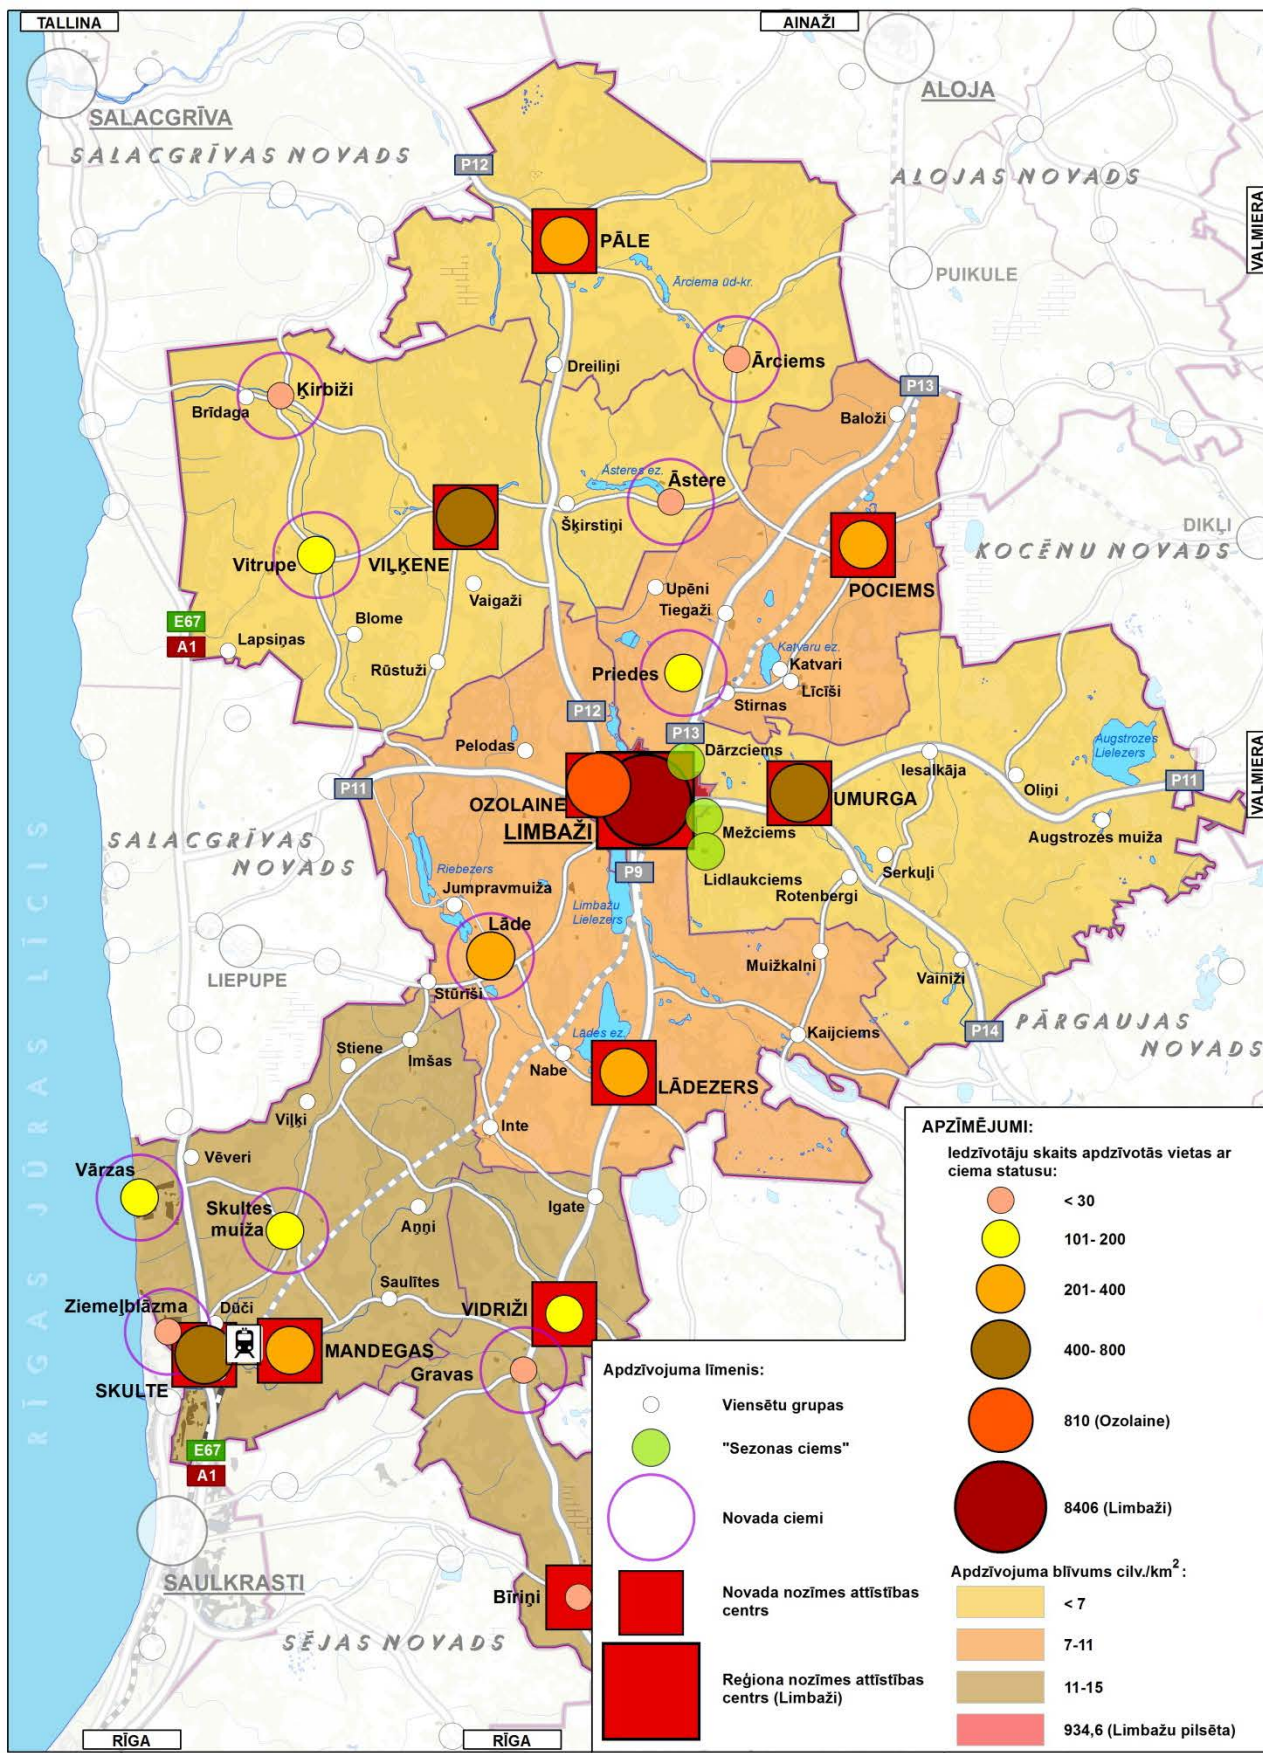 TALLINA
AINAŽI
SALACGRĪVA
ALOJA
SALACGRĪVAS NOVADS
P12
ALOJAS NOVADS
VALMIERA
PĀLE
PUIKULE
Ārciema ūd-kr.
Dreiliņi
Ārciems
Ķirbiži
Brīdaga
P13
Baloži
Āsteres ez.
Āstere
Šķirstiņi
DIKĻI
KOCĒNU NOVADS
Vitrupe
VIĻĶENE
POCIEMS
Vaigaži
Upēni
Tiegaži
E67
A1
Blome
Lapsiņas
Rūstuži
Katvaru ez.
Katvari
Priedes
Līcīši
Stirnas
P12
P13
Pelodas
Dārzciems
Iesalkāja
Augstrozes
Lielezers
VALMIERA
P11
P11
OZOLAINE
LIMBAŽI
UMURGA
Oliņi
Mežciems
Augstrozes muiža
SALACGRĪVAS
NOVADS
Riebezers
Jumpravmuiža
P9
Lidlaukciems
Serkuļi
Rotenbergi
Limbažu
Lielezers
Lāde
LIEPUPE
Stūrīši
Muižkalni
Vainiži
Lādes ez.
Kaijciems
P14
PĀRGAUJAS
NOVADS
Imšas
Stiene
Nabe
LĀDEZERS
Viļķi
Inte
RĪGAS JŪRAS LĪCIS
Vēveri
Vārzas
Skultes
muiža
Aņņi
Igate
Ziemeļblāzma
Dūči
Saulītes
VIDRIŽI
MANDEGAS
Gravas
SKULTE
E67
A1
SAULKRASTI
Bīriņi
SĒJAS NOVADS
RĪGA
RĪGA
APZĪMĒJUMI:
Iedzīvotāju skaits apdzīvotās vietas ar
ciema statusu:
< 30
101- 200
201- 400
400- 800
810 (Ozolaine)
8406 (Limbaži)
Apdzīvojuma blīvums cilv./km²:
< 7
7-11
11-15
934,6 (Limbažu pilsēta)
Apdzīvojuma līmenis:
Viensētu grupas
"Sezonas ciems"
Novada ciemi
Novada nozīmes attīstības
centrs
Reģiona nozīmes attīstības
centrs (Limbaži)